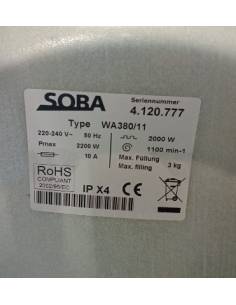 SOBA
Seriennummer
4.120.777
Type WA380/11
220-240 V~ 50 Hz 2000 W
Pmax 2200 W 1100 min-1
10 A Max. Füllung
Max. filling 3 kg
RoHS
COMPLIANT
2002/95/EC
IP X4 CE